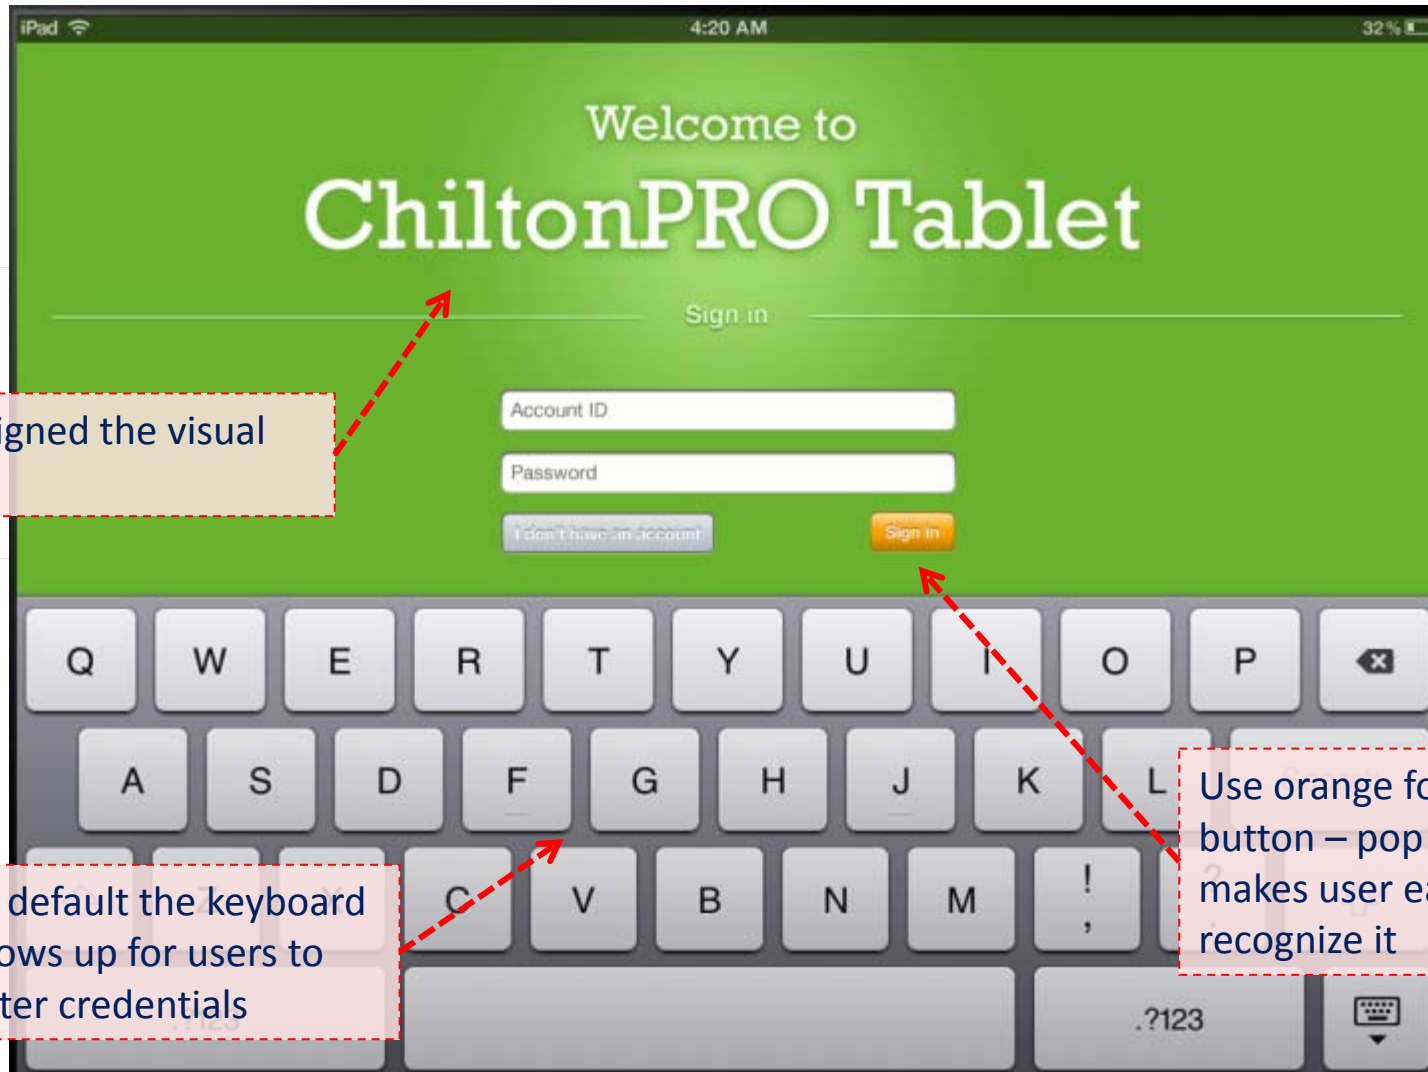 iPad 4:20 AM 32%
Welcome to
ChiltonPRO Tablet
Sign in
Account ID
Password
I don't have an account Sign in
igned the visual
Q W E R T Y U I O P
A S D F G H J K L
Use orange fo
button – pop
makes user ea
recognize it
Z X C V B N M ! , ? .
default the keyboard
ows up for users to
ter credentials
.?123 .?123